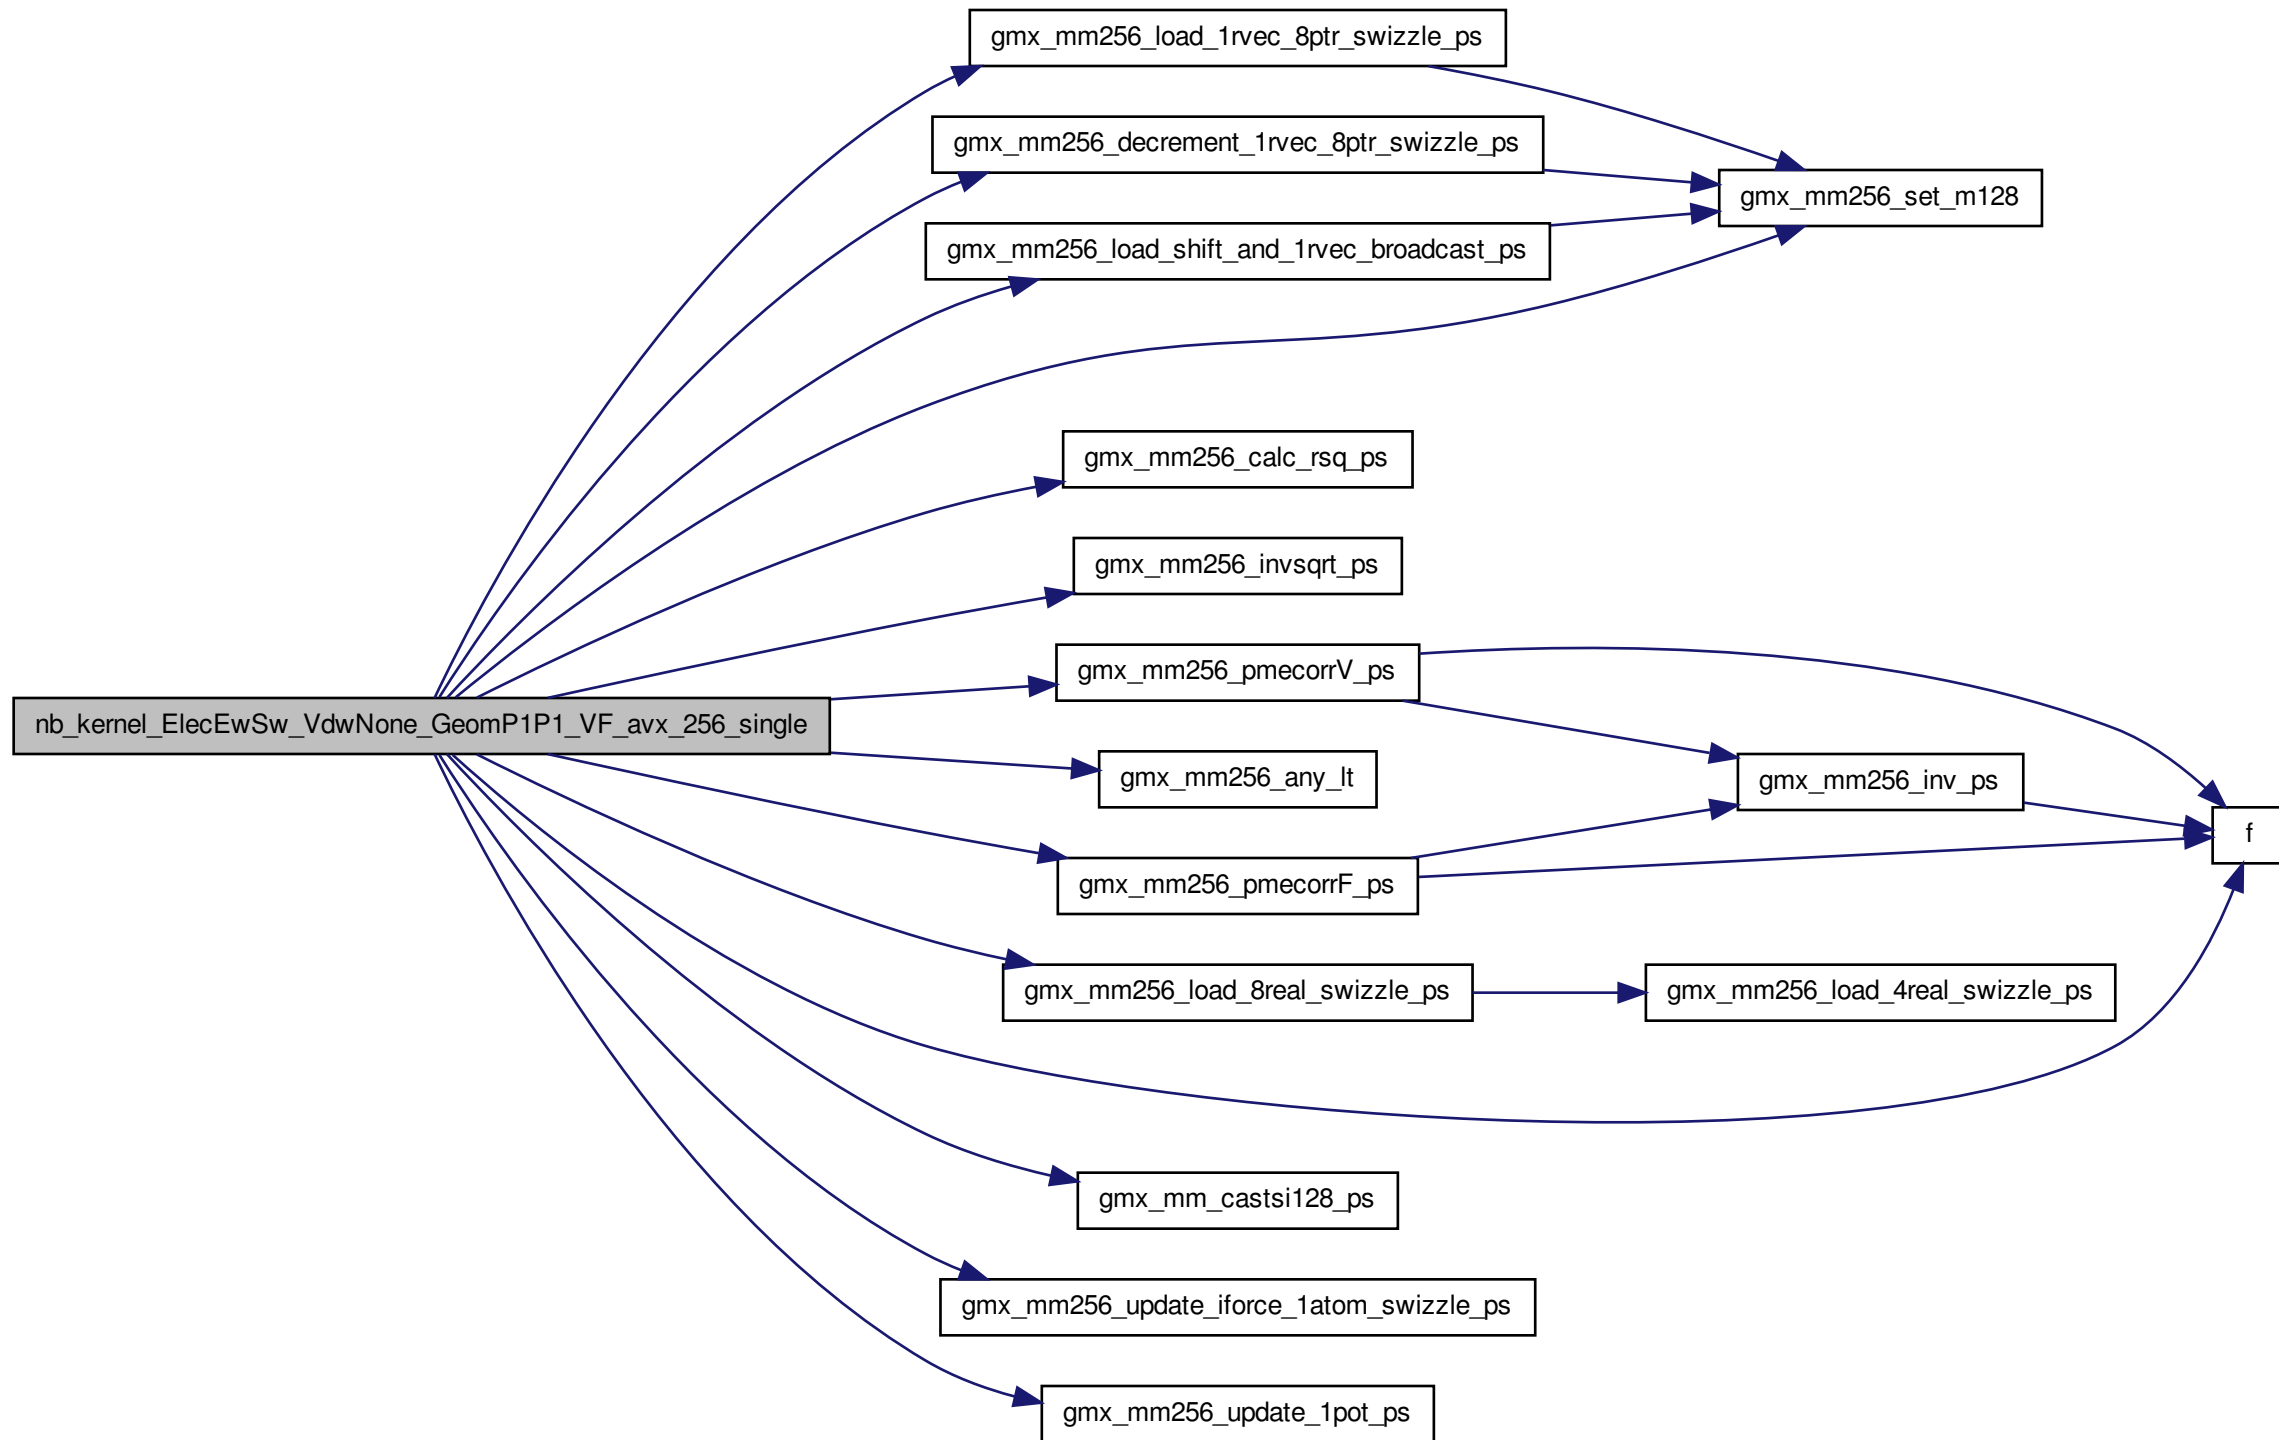 gmx_mm256_load_1rvec_8ptr_swizzle_ps
gmx_mm256_decrement_1rvec_8ptr_swizzle_ps
gmx_mm256_set_m128
gmx_mm256_load_shift_and_1rvec_broadcast_ps
gmx_mm256_calc_rsq_ps
gmx_mm256_invsqrt_ps
gmx_mm256_pmecorrV_ps
nb_kernel_ElecEwSw_VdwNone_GeomP1P1_VF_avx_256_single
gmx_mm256_any_lt
gmx_mm256_inv_ps
f
gmx_mm256_pmecorrF_ps
gmx_mm256_load_8real_swizzle_ps
gmx_mm256_load_4real_swizzle_ps
gmx_mm_castsi128_ps
gmx_mm256_update_iforce_1atom_swizzle_ps
gmx_mm256_update_1pot_ps